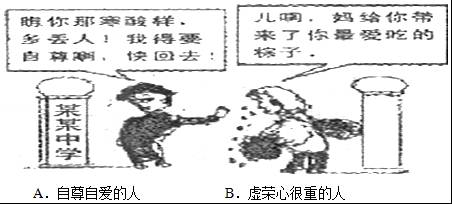 瞧你那寒酸样，
多丢人！我得要
自尊啊，快回去！
儿啊，妈给你带
来了你最爱吃的
粽子。
某某中学
A．自尊自爱的人
B．虚荣心很重的人